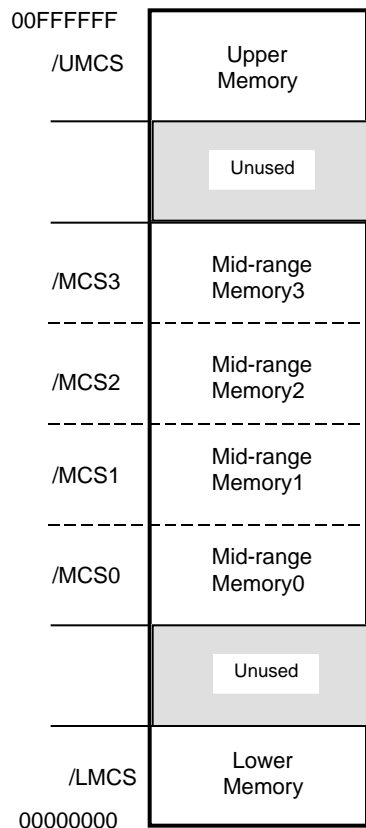 00FFFFFF
/UMCS
Upper
Memory
Unused
/MCS3
Mid-range
Memory3
/MCS2
Mid-range
Memory2
/MCS1
Mid-range
Memory1
/MCS0
Mid-range
Memory0
Unused
/LMCS
Lower
Memory
00000000